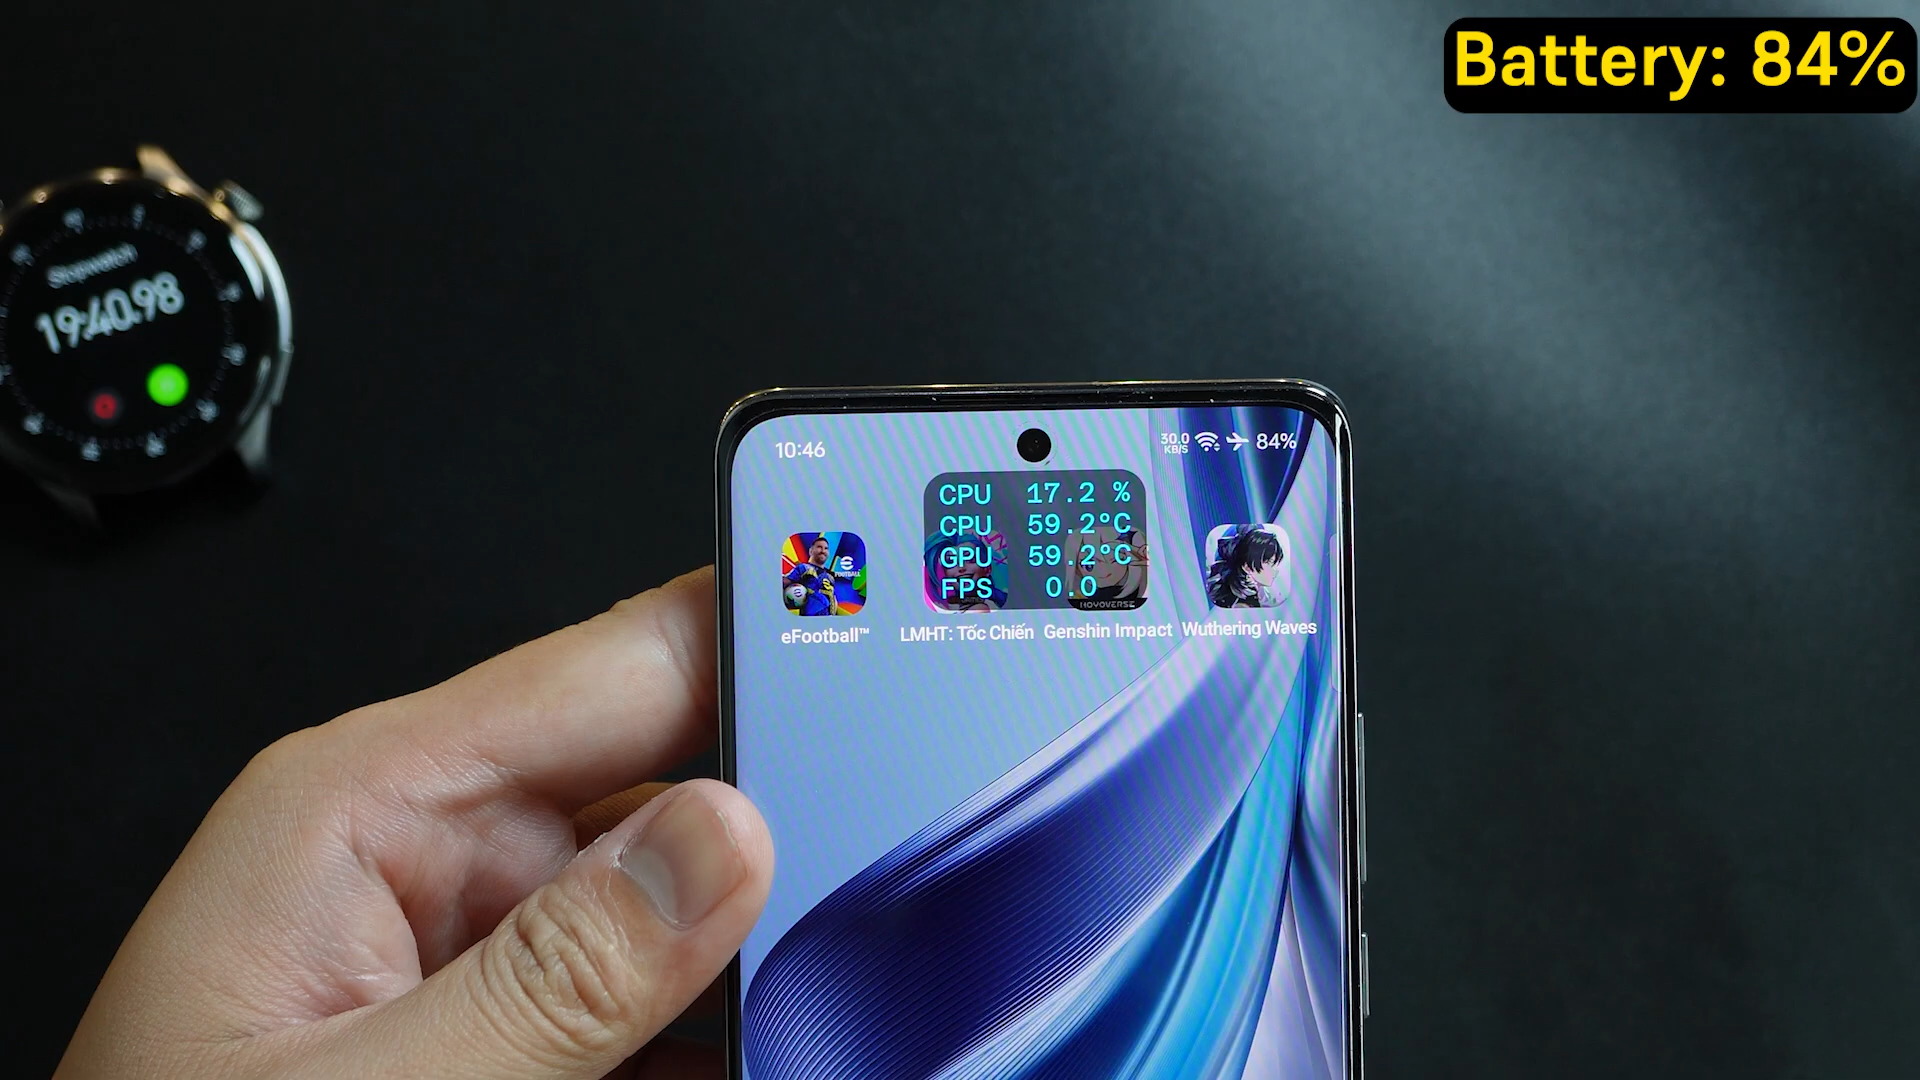 Battery: 84%
Stopwatch
19:40.98
10:46
30.0
KB/S
84%
CPU 17.2 %
CPU 59.2°C
GPU 59.2°C
FPS 0.0
HOYOVERSE
eFootball™
LMHT: Tốc Chiến
Genshin Impact
Wuthering Waves